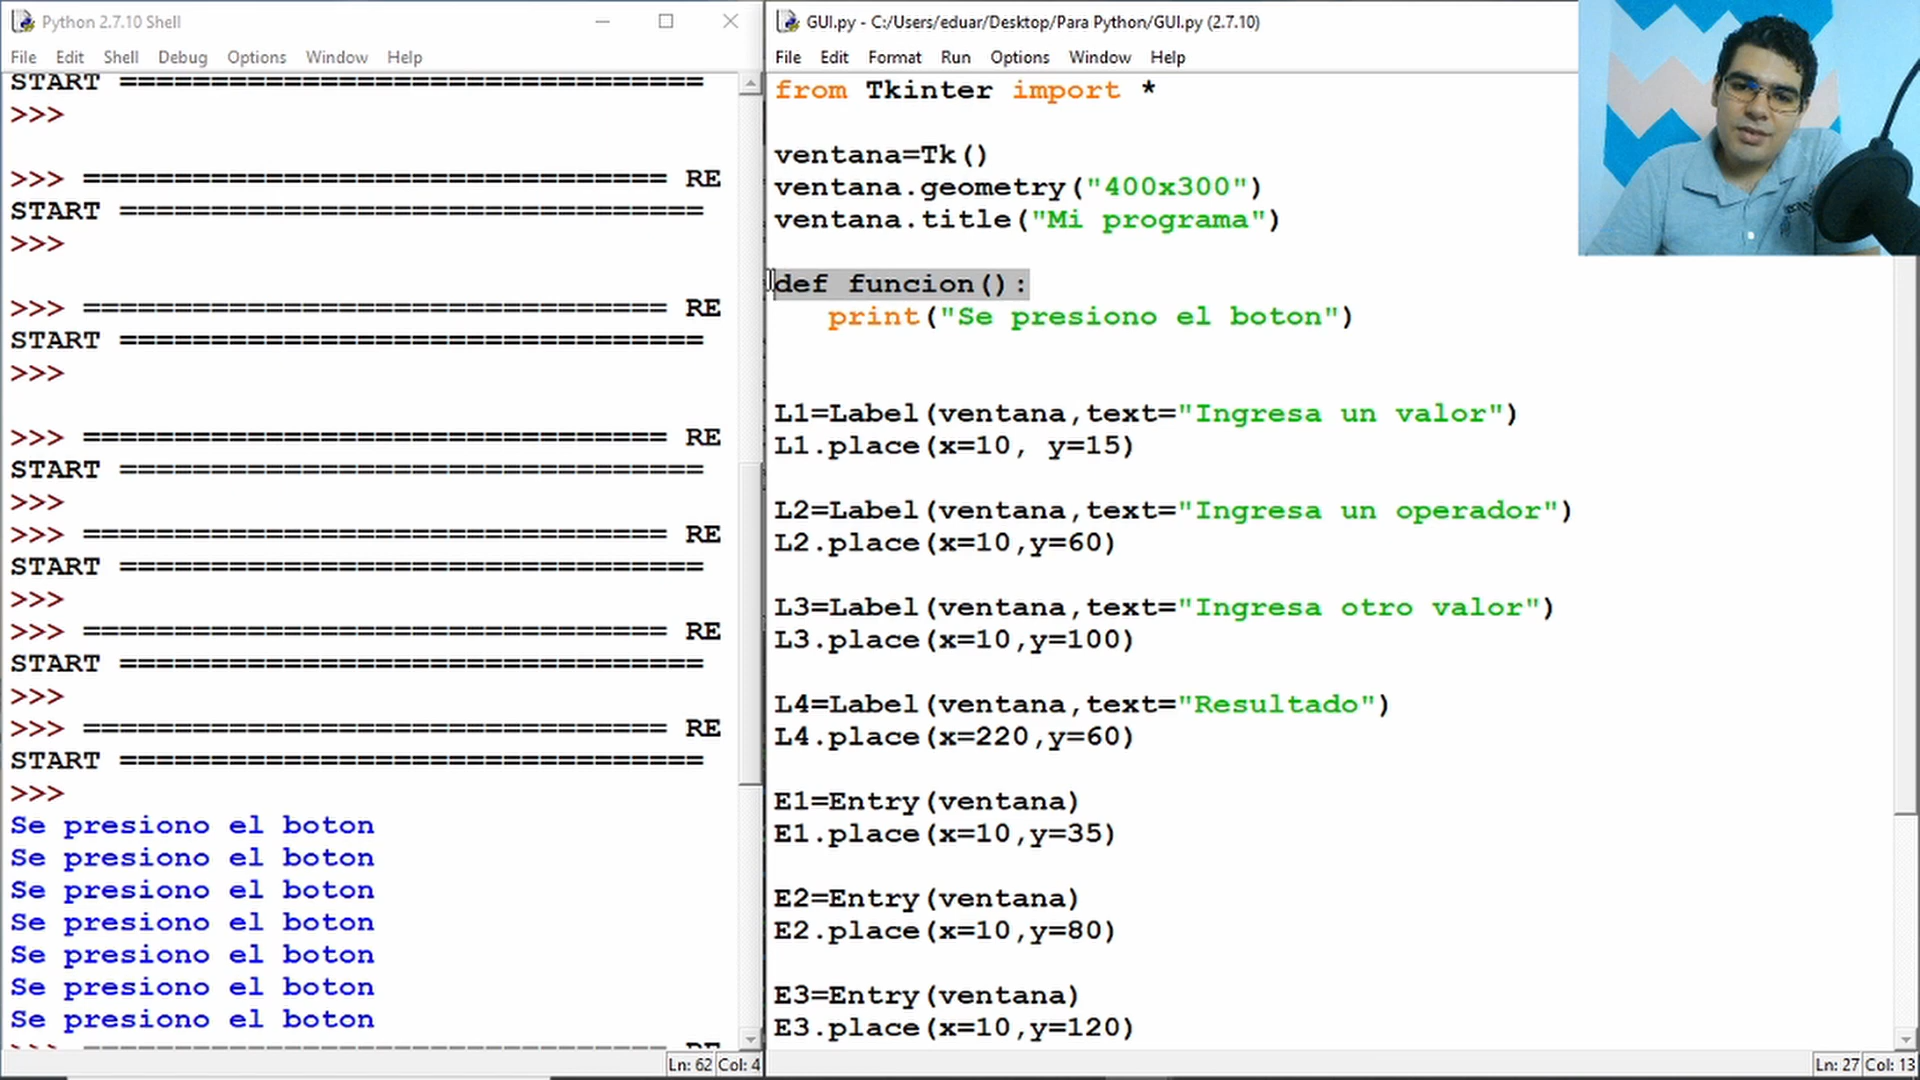 Python 2.7.10 Shell
File Edit Shell Debug Options Window Help
START ================================
>>>
>>> ================================ RE
START ================================
>>>
>>> ================================ RE
START ================================
>>>
>>> ================================ RE
START ================================
>>>
>>> ================================ RE
START ================================
>>>
>>> ================================ RE
START ================================
>>>
>>> ================================ RE
START ================================
>>>
Se presiono el boton
Se presiono el boton
Se presiono el boton
Se presiono el boton
Se presiono el boton
Se presiono el boton
Se presiono el boton
>>> ================================ RE
Ln: 62 Col: 4
GUI.py - C:/Users/eduar/Desktop/Para Python/GUI.py (2.7.10)
File Edit Format Run Options Window Help
from Tkinter import *
ventana=Tk()
ventana.geometry("400x300")
ventana.title("Mi programa")
def funcion():
print("Se presiono el boton")
L1=Label(ventana,text="Ingresa un valor")
L1.place(x=10, y=15)
L2=Label(ventana,text="Ingresa un operador")
L2.place(x=10,y=60)
L3=Label(ventana,text="Ingresa otro valor")
L3.place(x=10,y=100)
L4=Label(ventana,text="Resultado")
L4.place(x=220,y=60)
E1=Entry(ventana)
E1.place(x=10,y=35)
E2=Entry(ventana)
E2.place(x=10,y=80)
E3=Entry(ventana)
E3.place(x=10,y=120)
Ln: 27 Col: 13